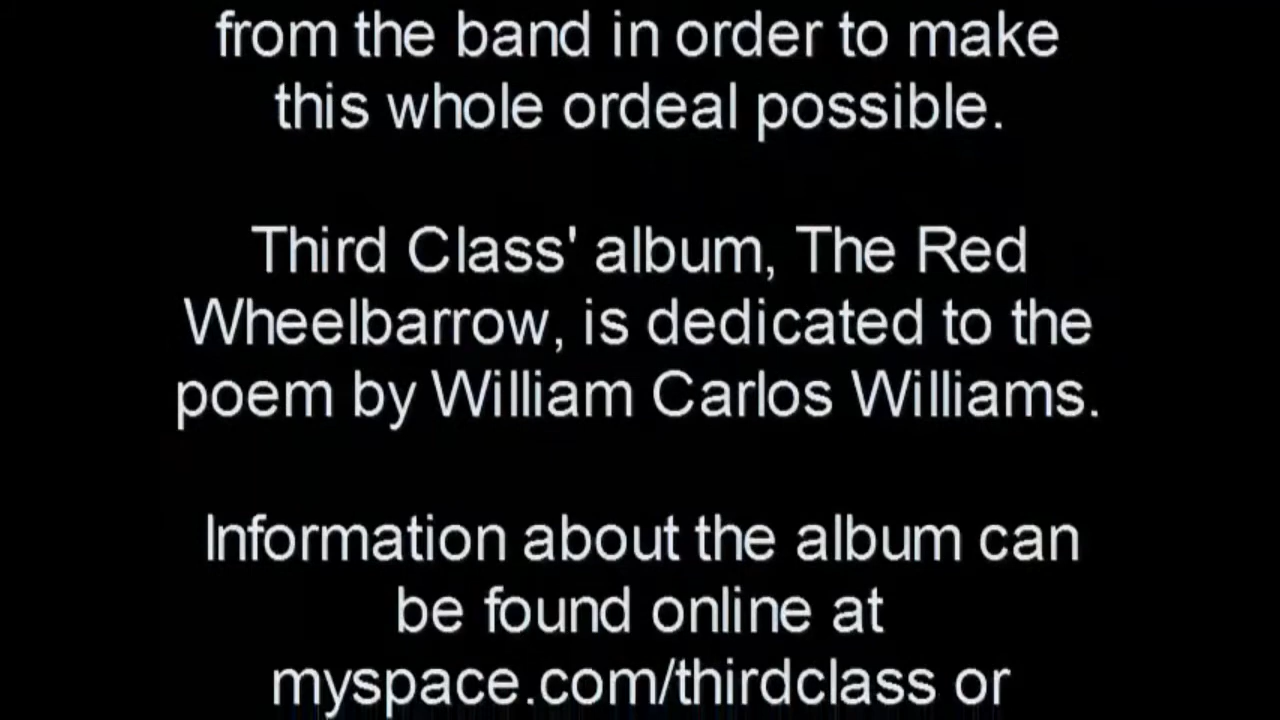 from the band in order to make
this whole ordeal possible.
Third Class' album, The Red
Wheelbarrow, is dedicated to the
poem by William Carlos Williams.
Information about the album can
be found online at
myspace.com/thirdclass or